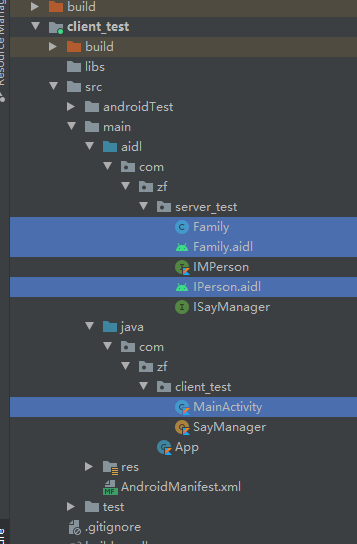 Resource Manag
build
client_test
build
libs
src
androidTest
main
aidl
com
zf
server_test
Family
Family.aidl
IMPerson
IPerson.aidl
ISayManager
java
com
zf
client_test
MainActivity
SayManager
App
res
AndroidManifest.xml
test
.gitignore